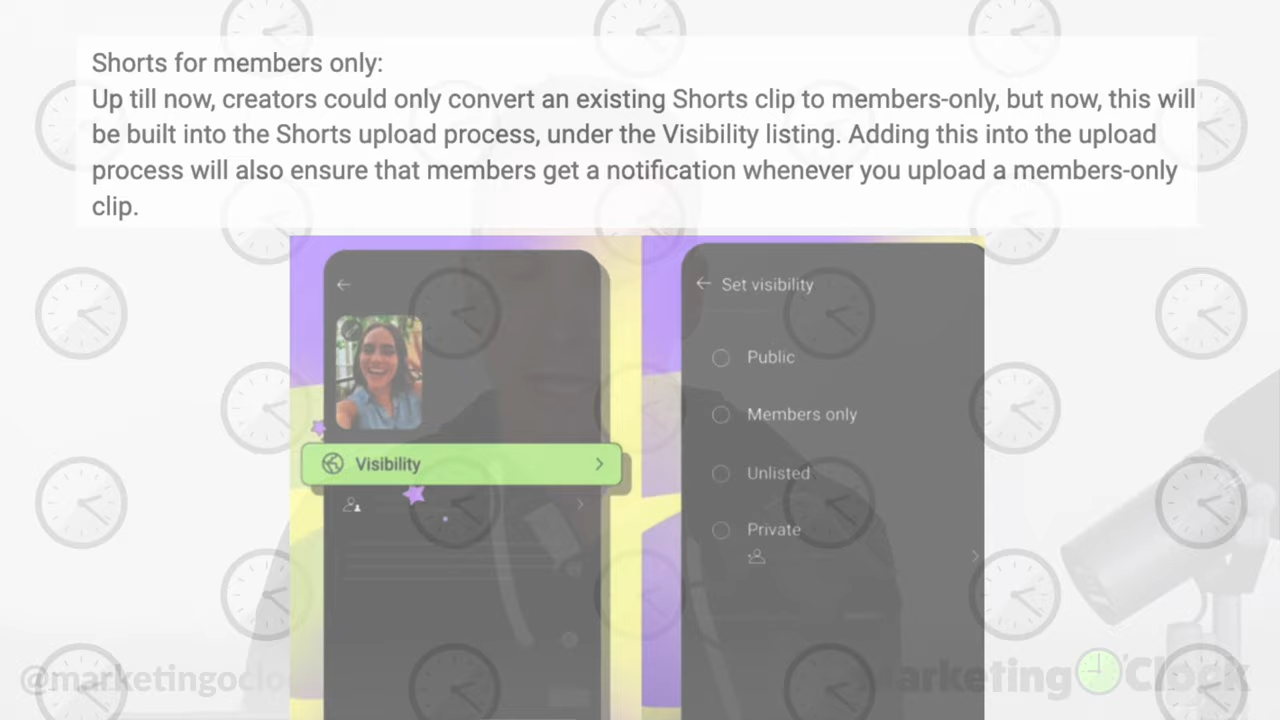 Shorts for members only:
Up till now, creators could only convert an existing Shorts clip to members-only, but now, this will
be built into the Shorts upload process, under the Visibility listing. Adding this into the upload
process will also ensure that members get a notification whenever you upload a members-only
clip.
Visibility
Set visibility
Public
Members only
Unlisted
Private
@marketingoclo
marketing O'Clock